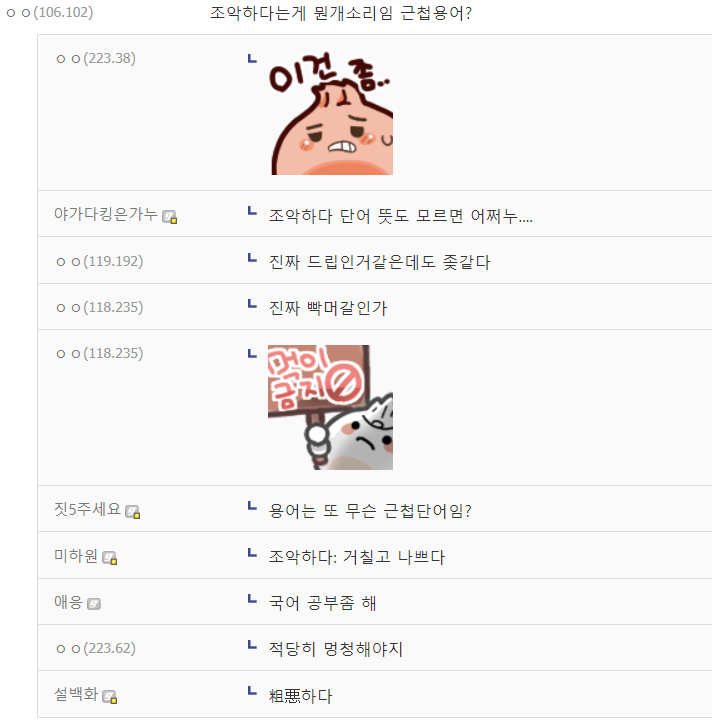 ㅇㅇ(106.102) 조악하다는게 뭔개소리임 근첩용어?
ㅇㅇ(223.38) ㄴ 이건 좀..
야가다킹은가누 ㄴ 조악하다 단어 뜻도 모르면 어쩌누....
ㅇㅇ(119.192) ㄴ 진짜 드립인거같은데도 좆같다
ㅇㅇ(118.235) ㄴ 진짜 빡머갈인가
ㅇㅇ(118.235) ㄴ 먹이
금지
짓5주세요 ㄴ 용어는 또 무슨 근첩단어임?
미하원 ㄴ 조악하다: 거칠고 나쁘다
애응 ㄴ 국어 공부좀 해
ㅇㅇ(223.62) ㄴ 적당히 멍청해야지
설백화 ㄴ 粗悪하다